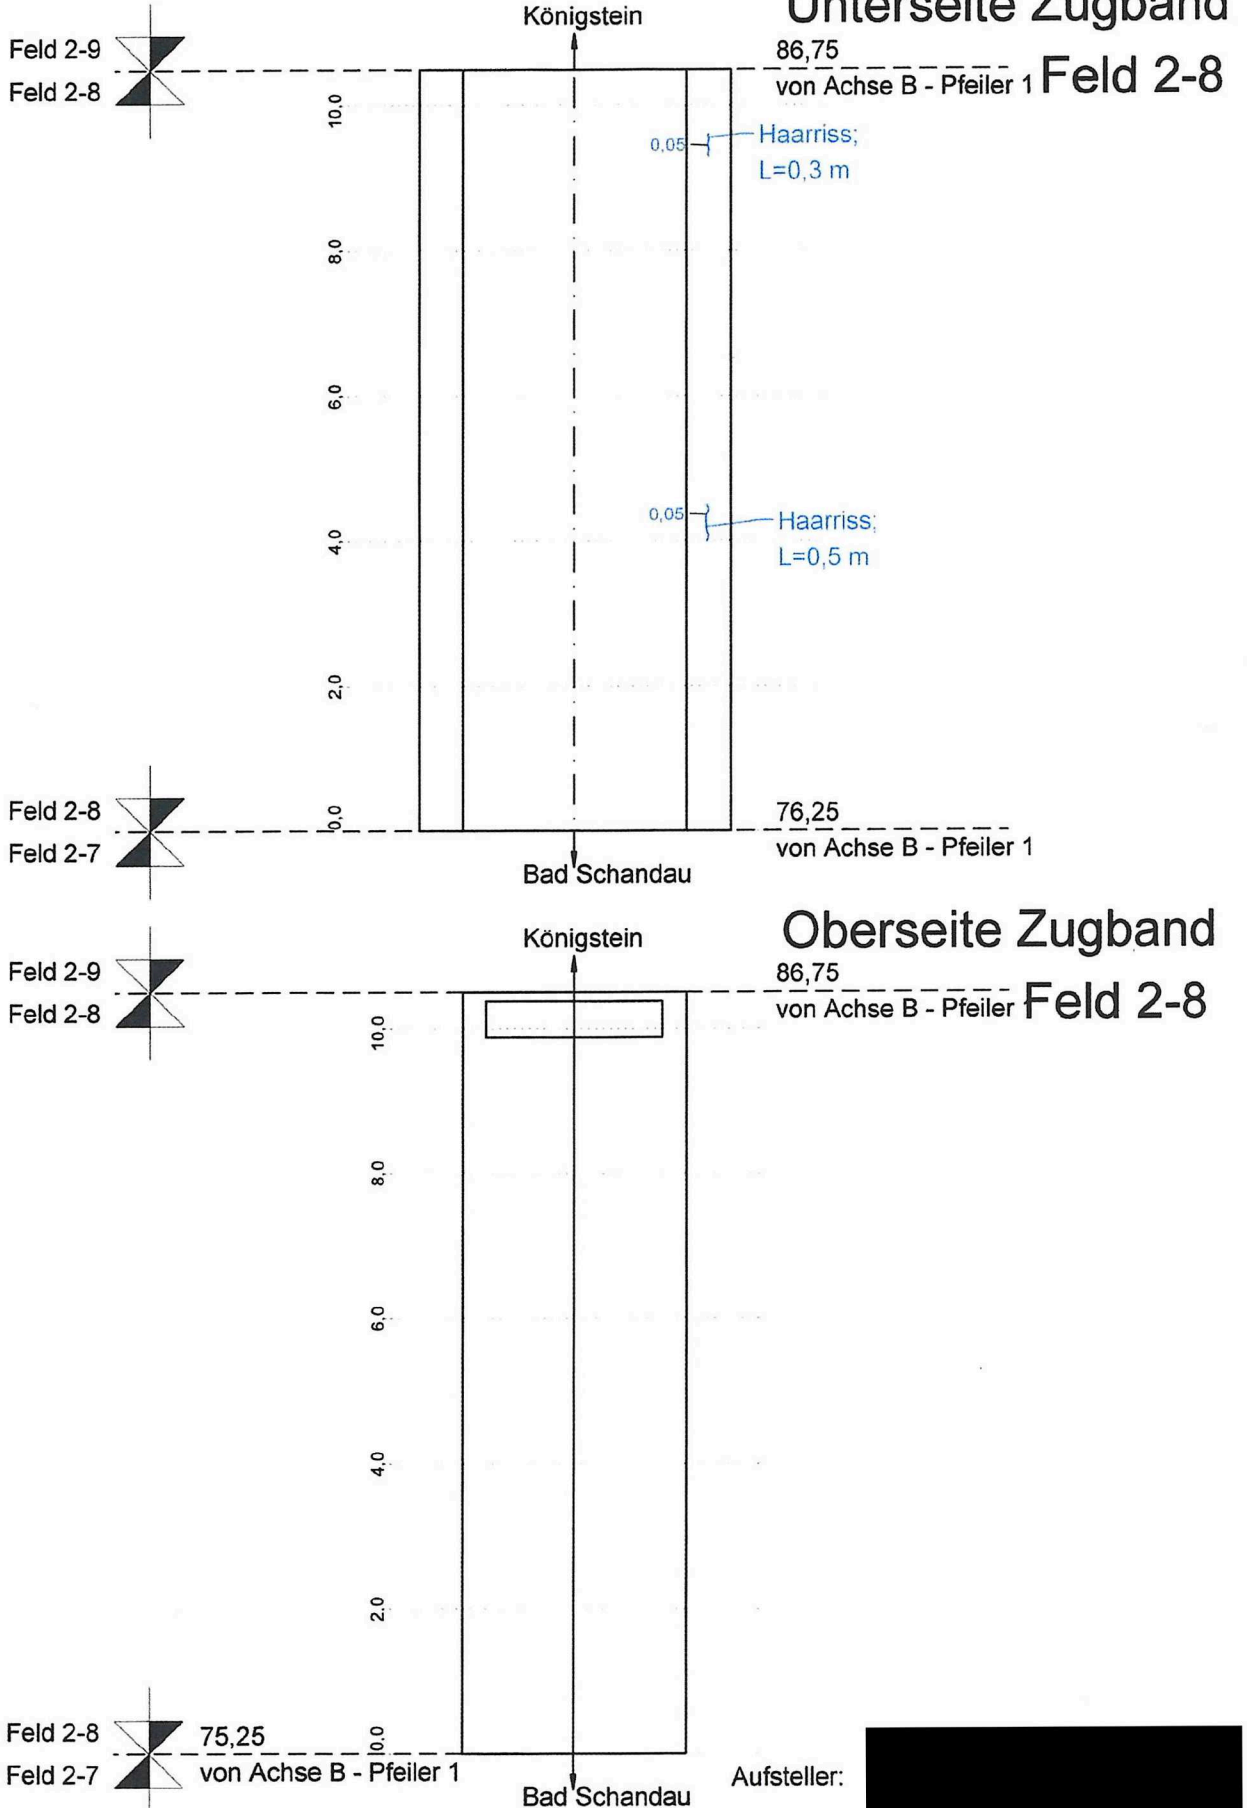 Unterseite Zugband
Feld 2-8
Königstein
Feld 2-9
Feld 2-8
86,75
von Achse B - Pfeiler 1
10,0
0,05
Haarriss;
L=0,3 m
8,0
6,0
0,05
Haarriss;
L=0,5 m
4,0
2,0
0,0
Feld 2-8
Feld 2-7
76,25
von Achse B - Pfeiler 1
Bad Schandau
Oberseite Zugband
Feld 2-8
Königstein
Feld 2-9
Feld 2-8
86,75
von Achse B - Pfeiler
10,0
8,0
6,0
4,0
2,0
0,0
Feld 2-8
Feld 2-7
75,25
von Achse B - Pfeiler 1
Bad Schandau
Aufsteller: